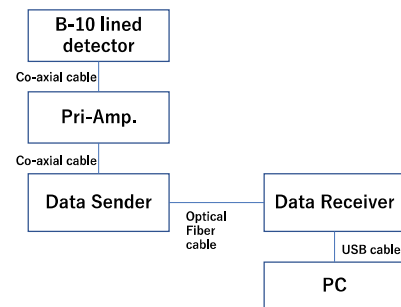 B-10 lined
detector
Co-axial cable
Pri-Amp.
Co-axial cable
Data Sender
Optical
Fiber
cable
Data Receiver
USB cable
PC